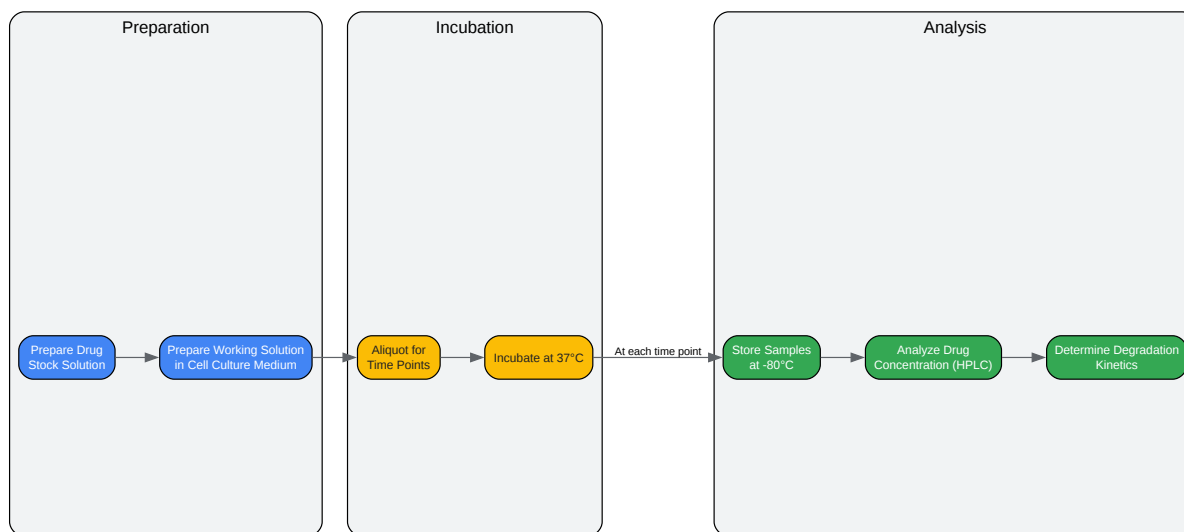 Preparation
Incubation
Analysis
Prepare Drug
Stock Solution
Prepare Working Solution
in Cell Culture Medium
Aliquot for
Time Points
Incubate at 37°C
At each time point
Store Samples
at -80°C
Analyze Drug
Concentration (HPLC)
Determine Degradation
Kinetics